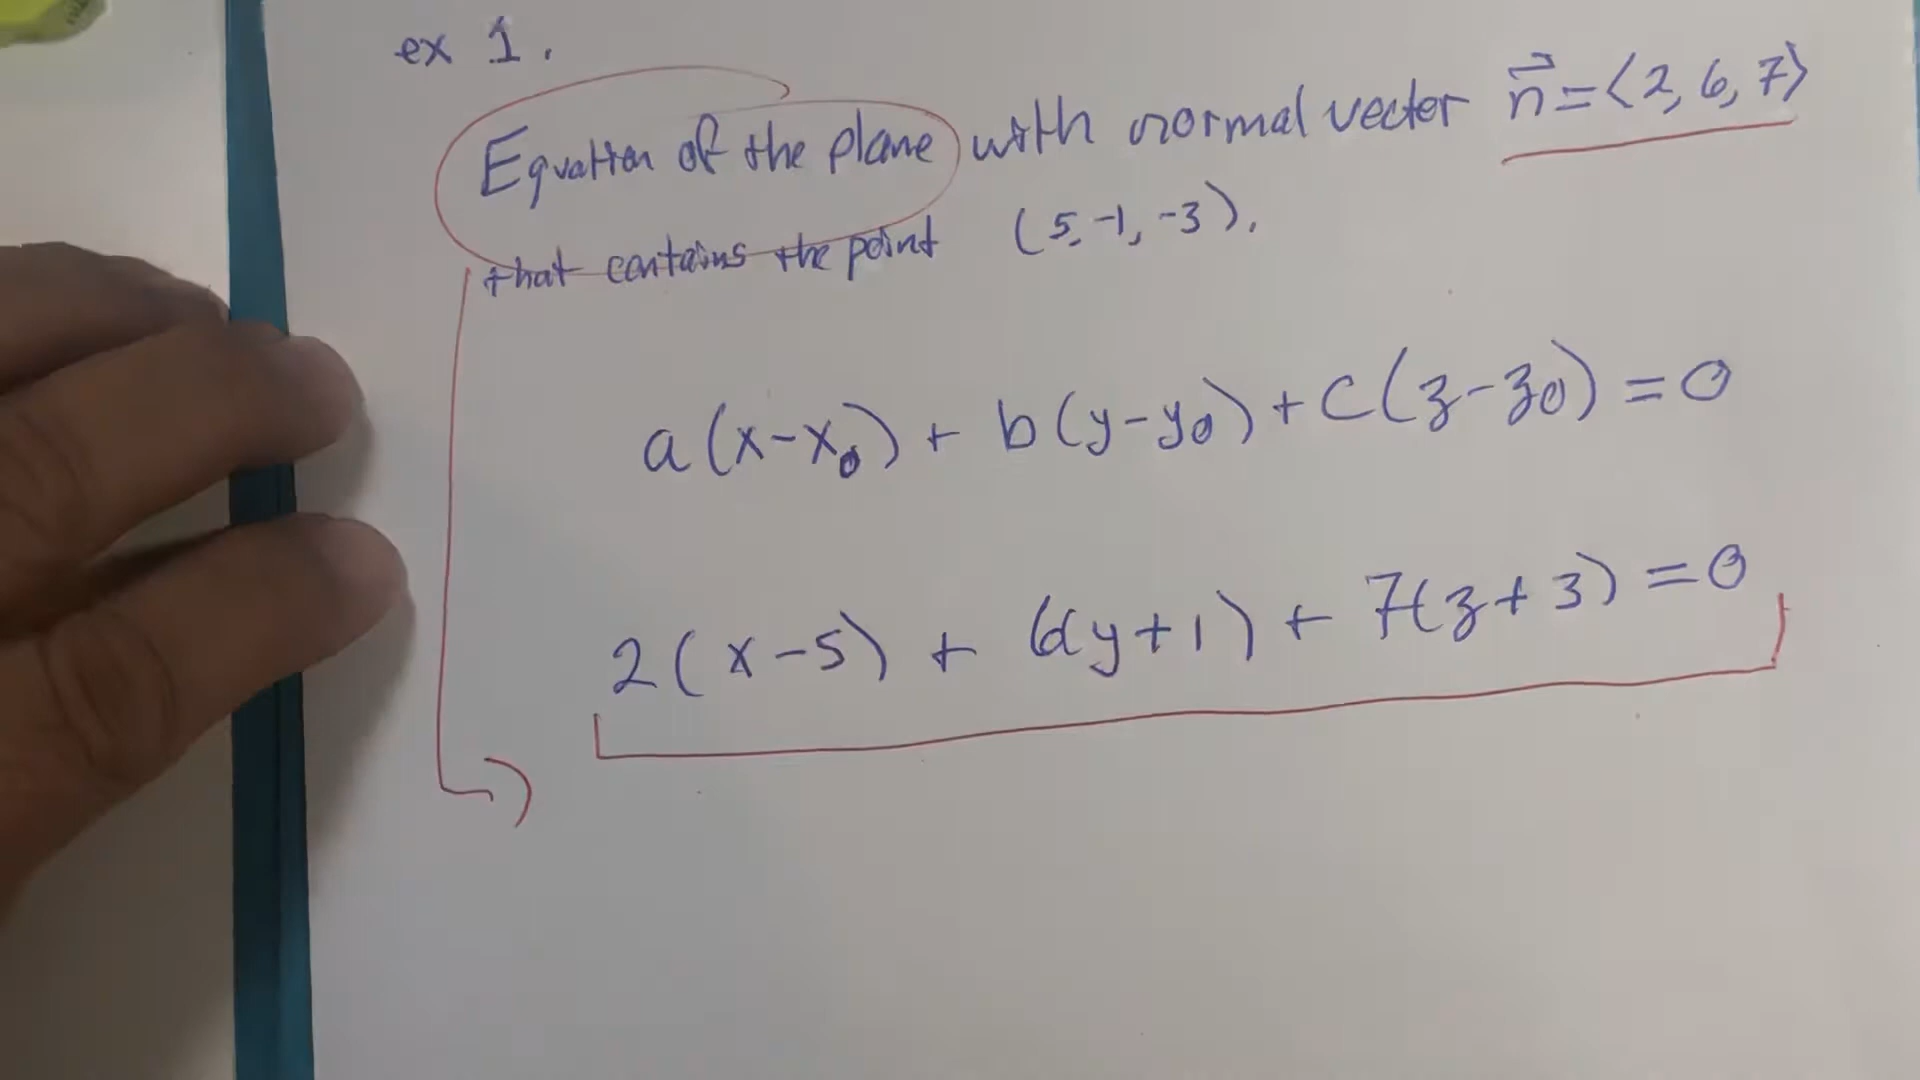 ex 1.
Equation of the plane with normal vector n⃗ = ⟨2, 6, 7⟩
that contains the point (5, -1, -3).
a(x-x₀) + b(y-y₀) + c(z-z₀) = 0
2(x-5) + 6(y+1) + 7(z+3) = 0